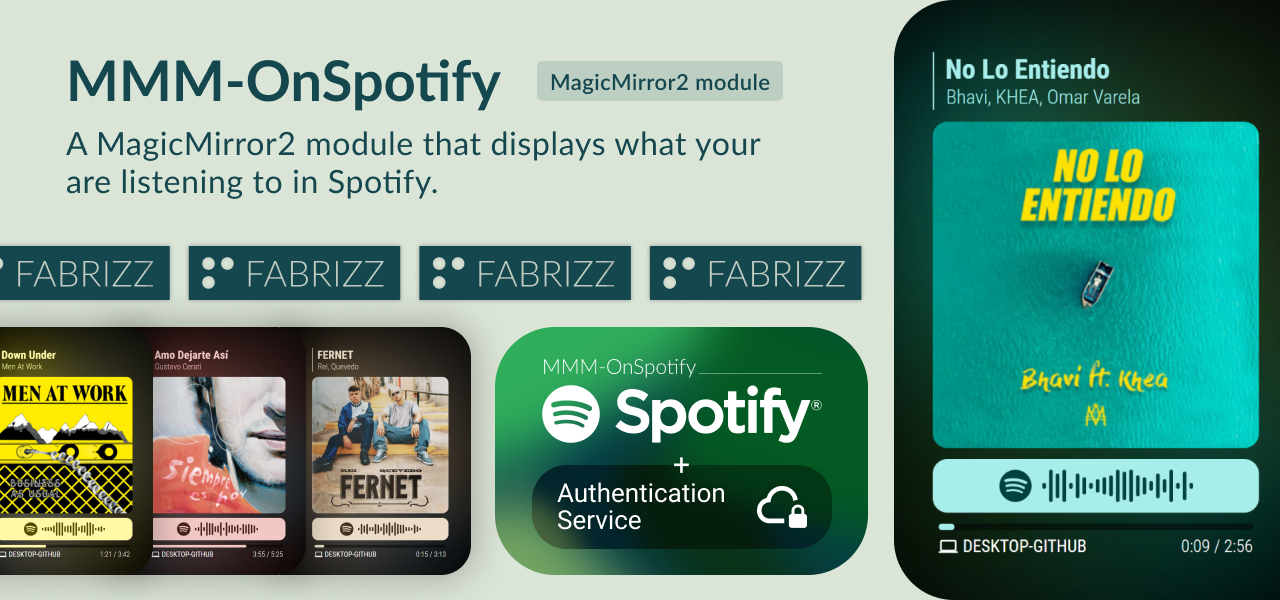 MMM-OnSpotify
MagicMirror2 module
A MagicMirror2 module that displays what your
are listening to in Spotify.
FABRIZZ
FABRIZZ
FABRIZZ
FABRIZZ
Down Under
Men At Work
MEN AT WORK
BUSINESS
AS USUAL
DESKTOP-GITHUB
1:21 / 3:42
Amo Dejarte Así
Gustavo Cerati
siempre
es hoy
DESKTOP-GITHUB
3:55 / 5:25
FERNET
Rei, Quevedo
REI QUEVEDO
FERNET
DESKTOP-GITHUB
0:15 / 3:13
MMM-OnSpotify
Spotify®
+
Authentication
Service
No Lo Entiendo
Bhavi, KHEA, Omar Varela
NO LO
ENTIENDO
Bhavi ft. Khea
DESKTOP-GITHUB
0:09 / 2:56